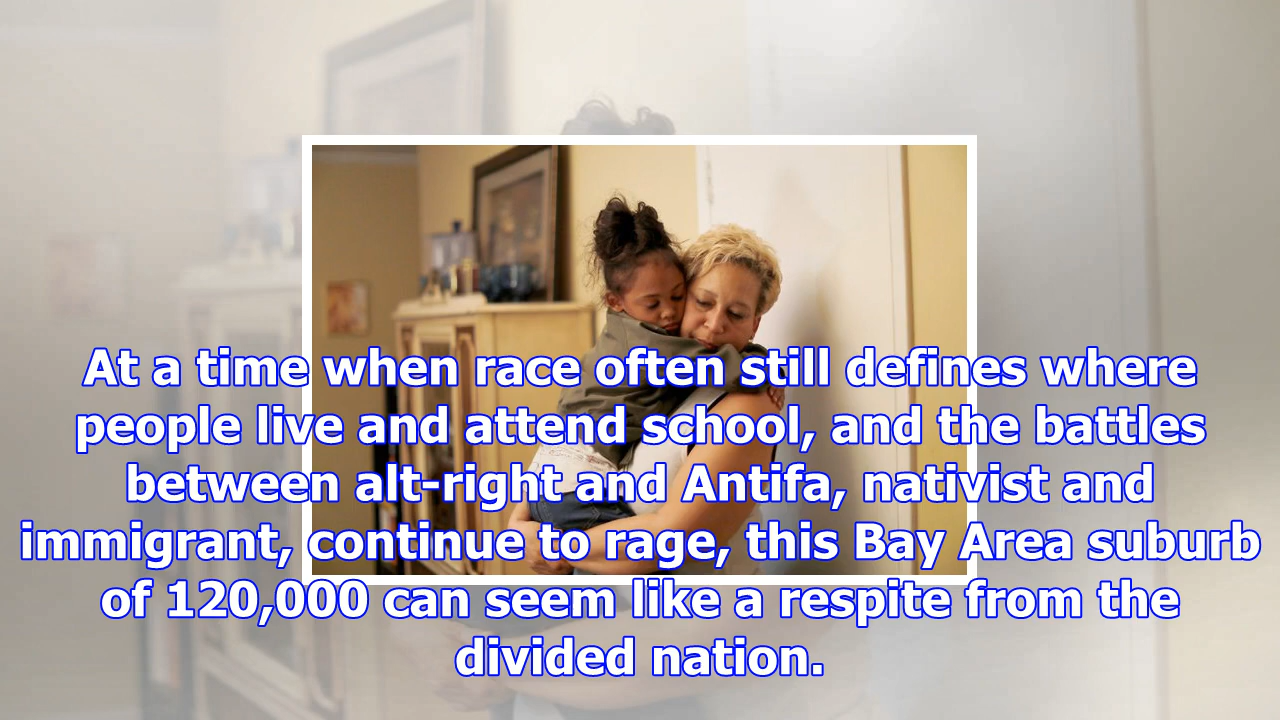 At a time when race often still defines where
people live and attend school, and the battles
between alt-right and Antifa, nativist and
immigrant, continue to rage, this Bay Area suburb
of 120,000 can seem like a respite from the
divided nation.